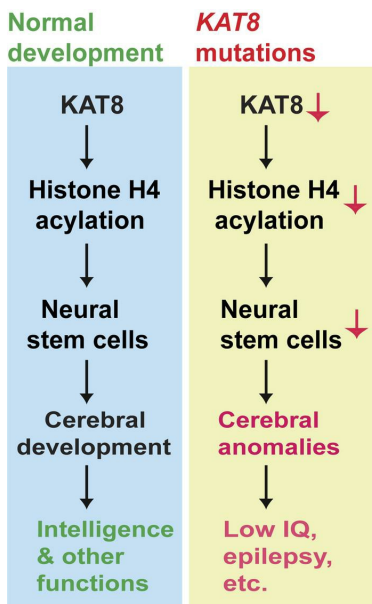 Normal
development
KAT8
Histone H4
acylation
Neural
stem cells
Cerebral
development
Intelligence
& other
functions
KAT8
mutations
KAT8
Histone H4
acylation
Neural
stem cells
Cerebral
anomalies
Low IQ,
epilepsy,
etc.